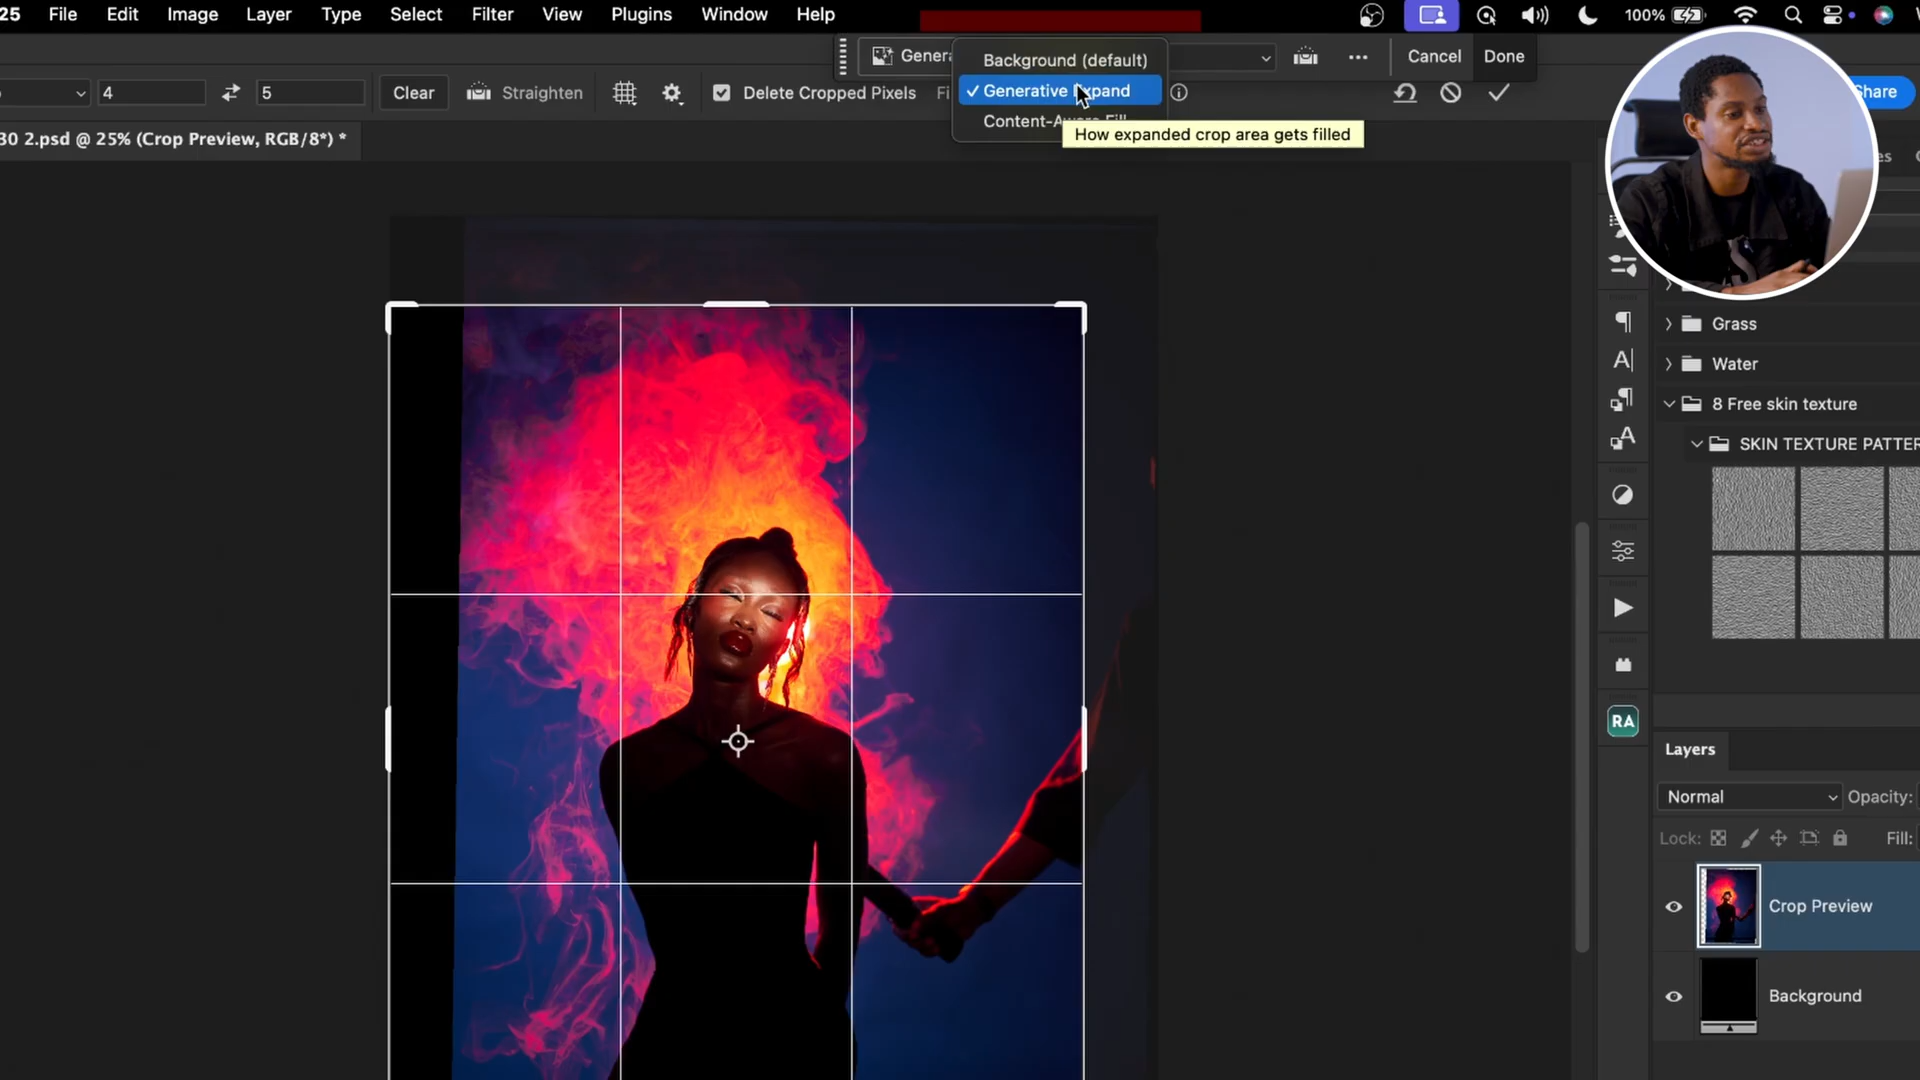 25 File Edit Image Layer Type Select Filter View Plugins Window Help 100%
Background (default)
Cancel Done
4 5 Clear Straighten Delete Cropped Pixels
Generative Expand
Share
How expanded crop area gets filled
30 2.psd @ 25% (Crop Preview, RGB/8*) *
Grass
Water
8 Free skin texture
SKIN TEXTURE PATTER
RA
Layers
Normal Opacity:
Lock: Fill:
Crop Preview
Background